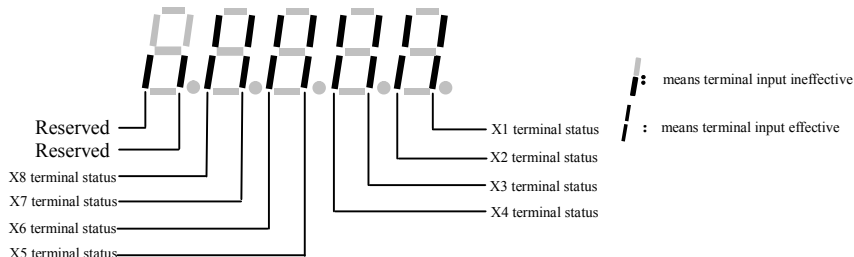 : means terminal input ineffective
: means terminal input effective
Reserved
Reserved
X8 terminal status
X7 terminal status
X6 terminal status
X5 terminal status
X1 terminal status
X2 terminal status
X3 terminal status
X4 terminal status